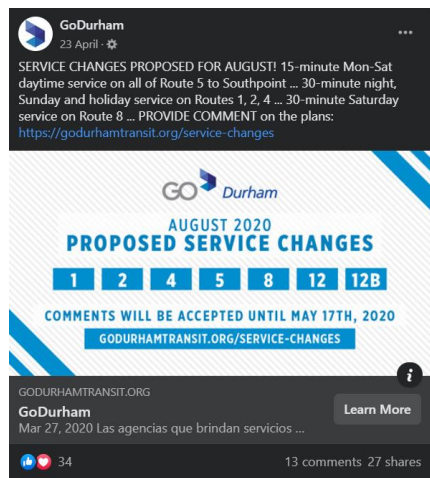 GoDurham
23 April ·
SERVICE CHANGES PROPOSED FOR AUGUST! 15-minute Mon-Sat
daytime service on all of Route 5 to Southpoint ... 30-minute night,
Sunday and holiday service on Routes 1, 2, 4 ... 30-minute Saturday
service on Route 8 ... PROVIDE COMMENT on the plans:
https://godurhamtransit.org/service-changes
GO Durham
AUGUST 2020
PROPOSED SERVICE CHANGES
1 2 4 5 8 12 12B
COMMENTS WILL BE ACCEPTED UNTIL MAY 17TH, 2020
GODURHAMTRANSIT.ORG/SERVICE-CHANGES
i
GODURHAMTRANSIT.ORG
GoDurham
Learn More
Mar 27, 2020 Las agencias que brindan servicios ...
34
13 comments 27 shares